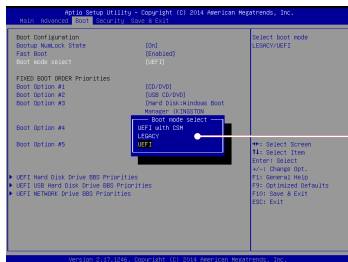 Aptio Setup Utility - Copyright (C) 2014 American Megatrends, Inc.
Main Advanced Boot Security Save & Exit
Boot Configuration
Bootup NumLock State [On]
Fast Boot [Enabled]
Boot mode select [UEFI]
FIXED BOOT ORDER Priorities
Boot Option #1 [CD/DVD]
Boot Option #2 [USB CD/DVD]
Boot Option #3 [Hard Disk:Windows Boot
Manager (KINGSTON
Boot Option #4
Boot Option #5
Boot mode select
UEFI with CSM
LEGACY
UEFI
UEFI Hard Disk Drive BBS Priorities
UEFI USB Hard Disk Drive BBS Priorities
UEFI NETWORK Drive BBS Priorities
Select boot mode
LEGACY/UEFI
→←: Select Screen
↑↓: Select Item
Enter: Select
+/-: Change Opt.
F1: General Help
F9: Optimized Defaults
F10: Save & Exit
ESC: Exit
Version 2.17.1246. Copyright (C) 2014 American Megatrends, Inc.